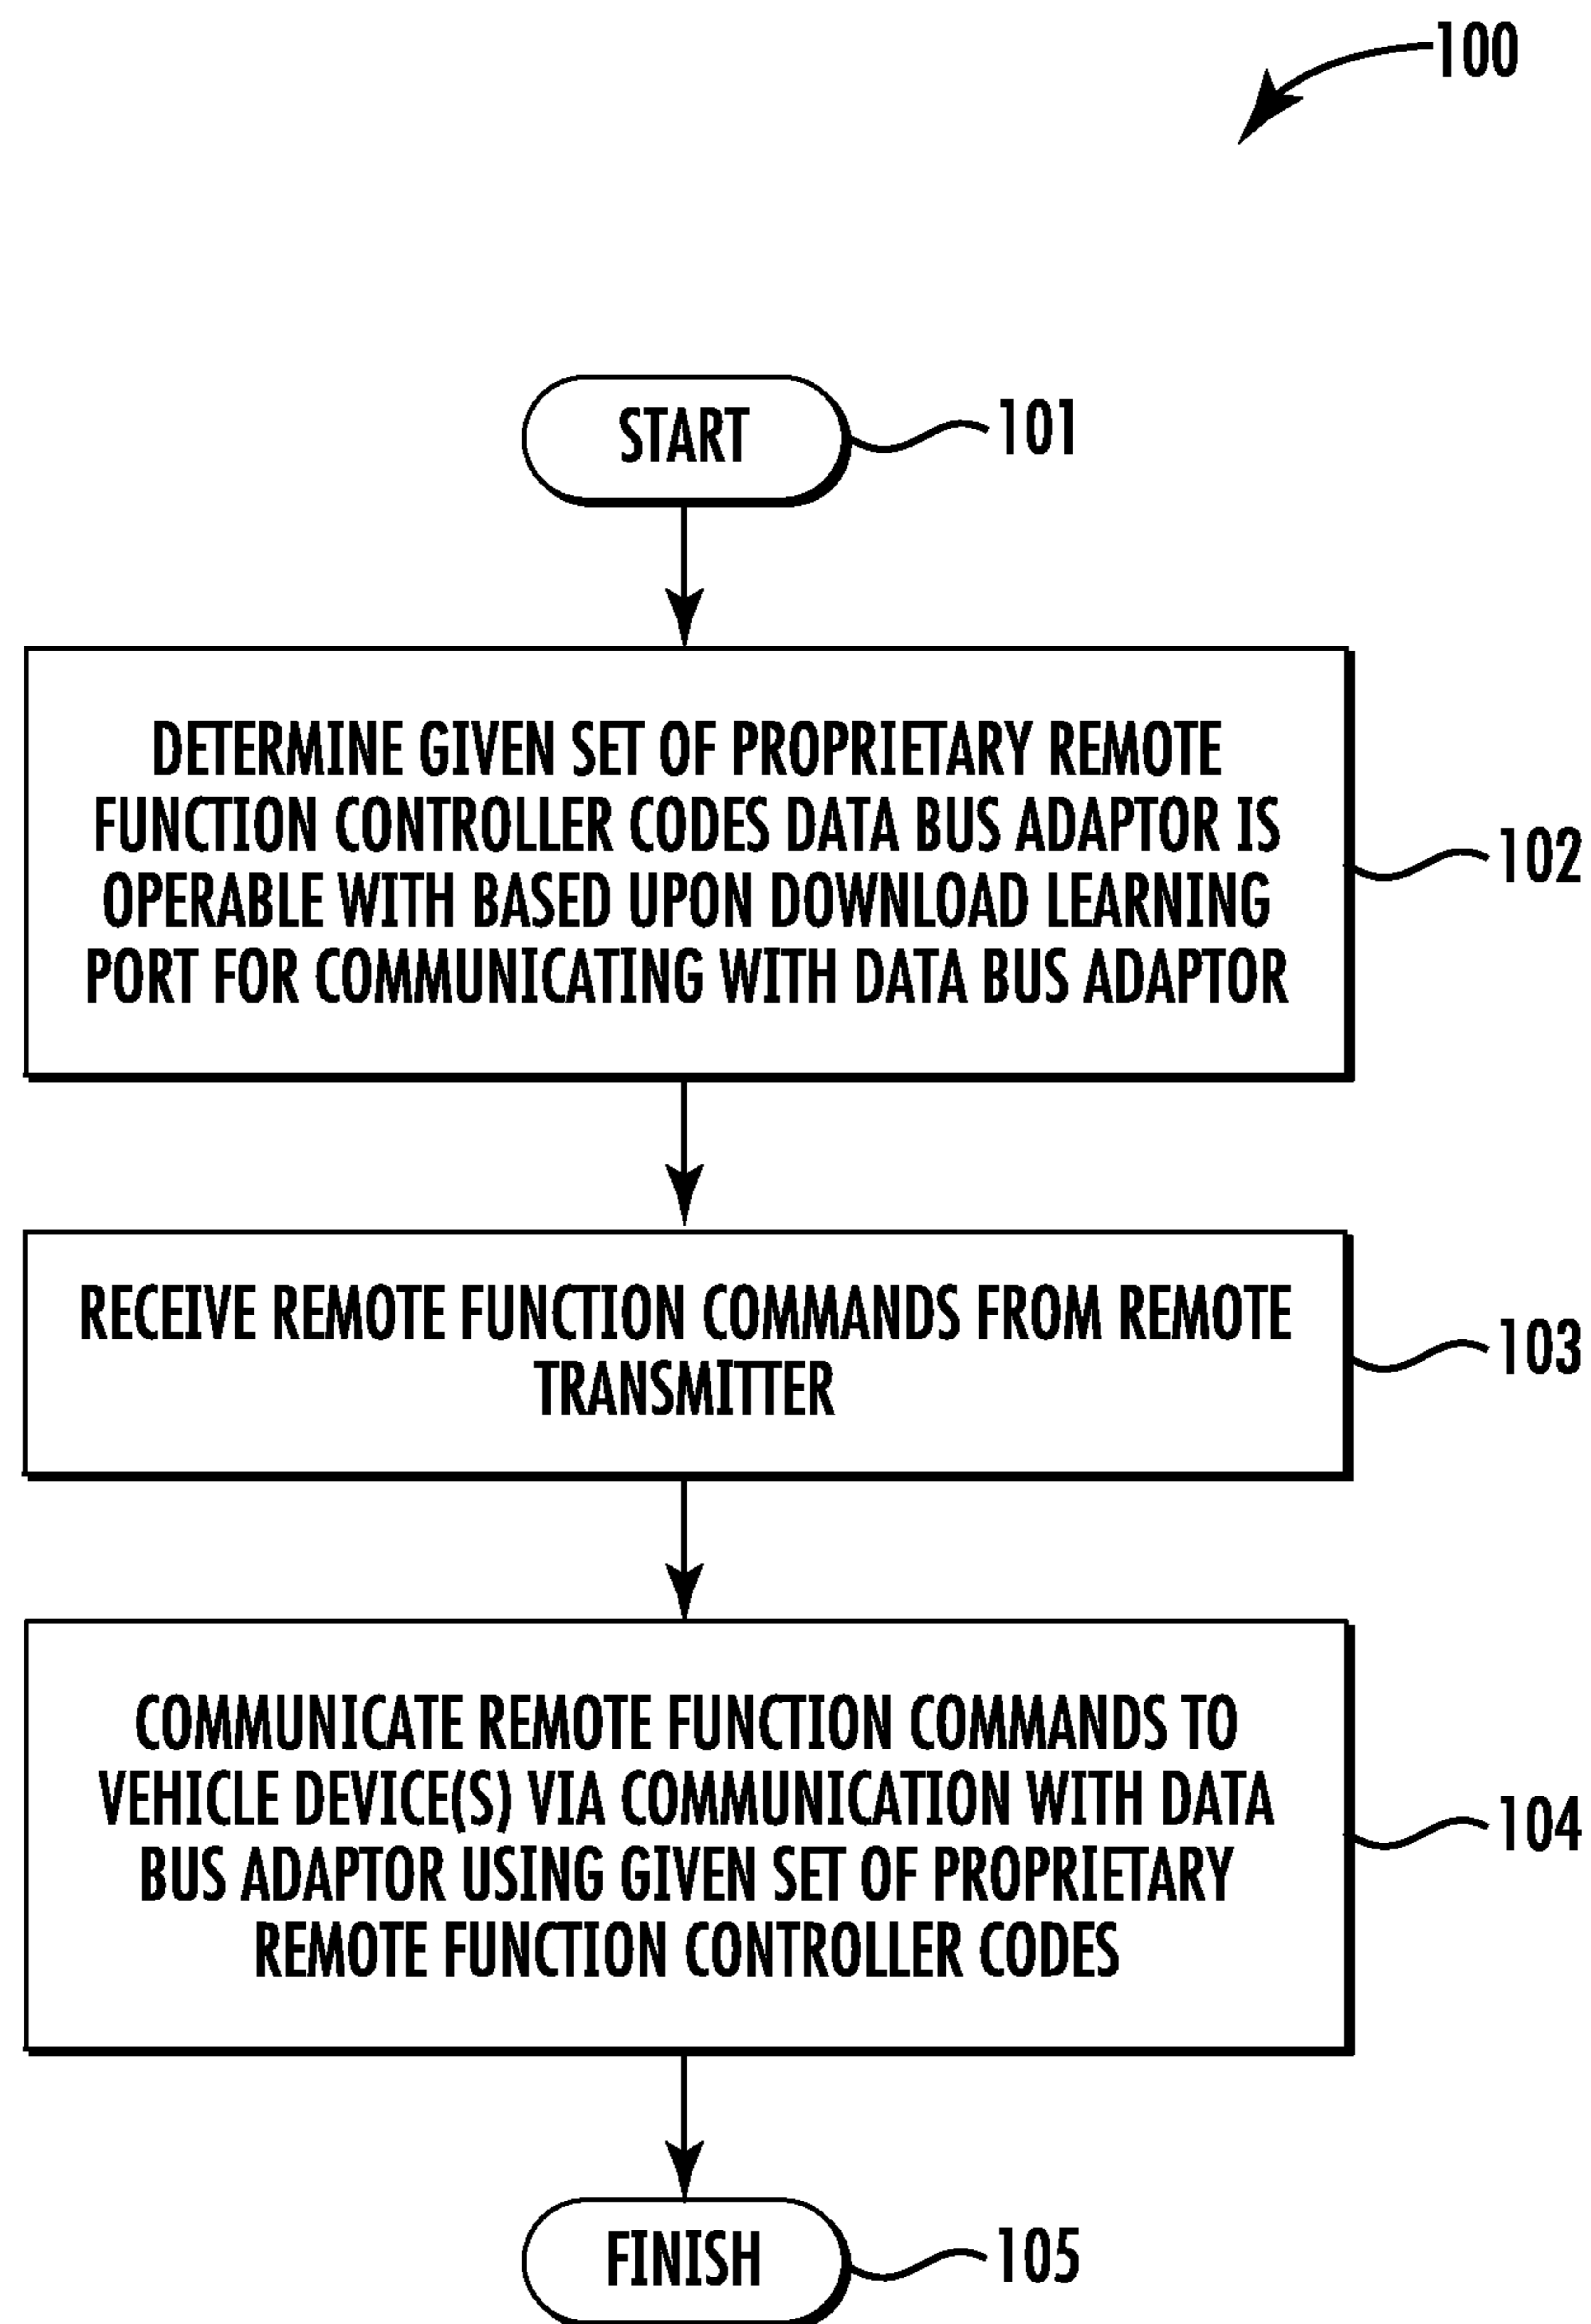 100
START
101
DETERMINE GIVEN SET OF PROPRIETARY REMOTE
FUNCTION CONTROLLER CODES DATA BUS ADAPTOR IS
OPERABLE WITH BASED UPON DOWNLOAD LEARNING
PORT FOR COMMUNICATING WITH DATA BUS ADAPTOR
102
RECEIVE REMOTE FUNCTION COMMANDS FROM REMOTE
TRANSMITTER
103
COMMUNICATE REMOTE FUNCTION COMMANDS TO
VEHICLE DEVICE(S) VIA COMMUNICATION WITH DATA
BUS ADAPTOR USING GIVEN SET OF PROPRIETARY
REMOTE FUNCTION CONTROLLER CODES
104
FINISH
105